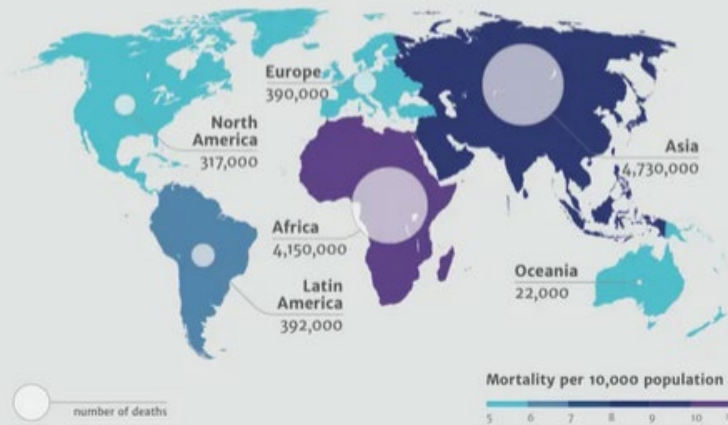 Europe
390,000
North
America
317,000
Asia
4,730,000
Africa
4,150,000
Latin
America
392,000
Oceania
22,000
number of deaths
Mortality per 10,000 population
5 6 7 8 9 10